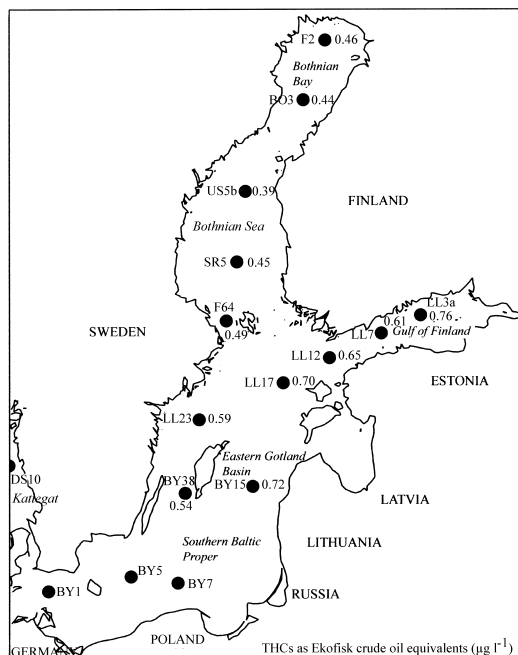 F2 0.46
Bothnian
Bay
BO3 0.44
US5b 0.39
FINLAND
Bothnian Sea
SR5 0.45
F64
0.49
LL3a
0.76
0.61
LL7
Gulf of Finland
SWEDEN
LL12 0.65
LL17 0.70
ESTONIA
LL23 0.59
Eastern Gotland
Basin
BY15 0.72
BY38
0.54
DS10
Kattegat
LATVIA
LITHUANIA
Southern Baltic
Proper
BY5
BY7
BY1
RUSSIA
POLAND
GERMANY
THCs as Ekofisk crude oil equivalents (µg l⁻¹)